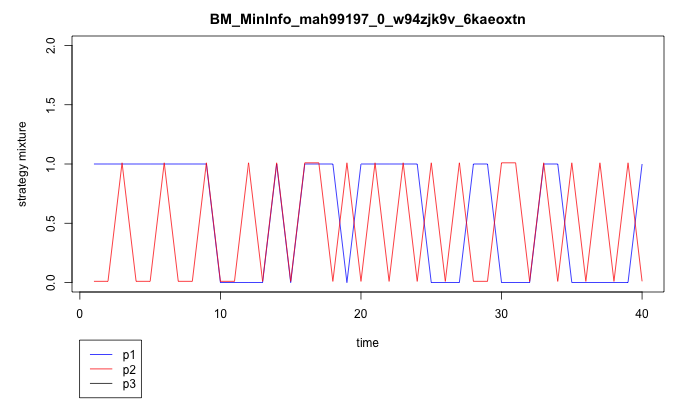 BM_MinInfo_mah99197_0_w94zjk9v_6kaeoxtn
strategy mixture
2.0
1.5
1.0
0.5
0.0
0 10 20 30 40
time
p1
p2
p3